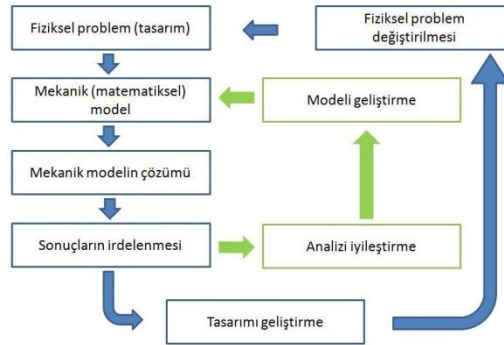 Fiziksel problem (tasarım)
Fiziksel problem
değiştirilmesi
Mekanik (matematiksel)
model
Modeli geliştirme
Mekanik modelin çözümü
Sonuçların irdelenmesi
Analizi iyileştirme
Tasarımı geliştirme